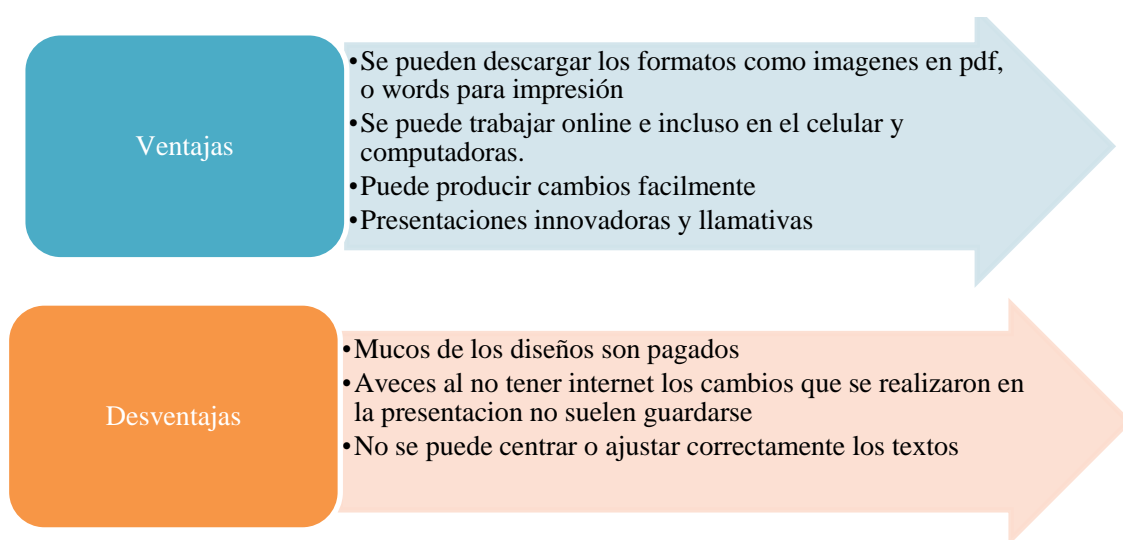 Ventajas
•Se pueden descargar los formatos como imagenes en pdf,
o words para impresión
•Se puede trabajar online e incluso en el celular y
computadoras.
•Puede producir cambios facilmente
•Presentaciones innovadoras y llamativas
Desventajas
•Mucos de los diseños son pagados
•Aveces al no tener internet los cambios que se realizaron en
la presentacion no suelen guardarse
•No se puede centrar o ajustar correctamente los textos